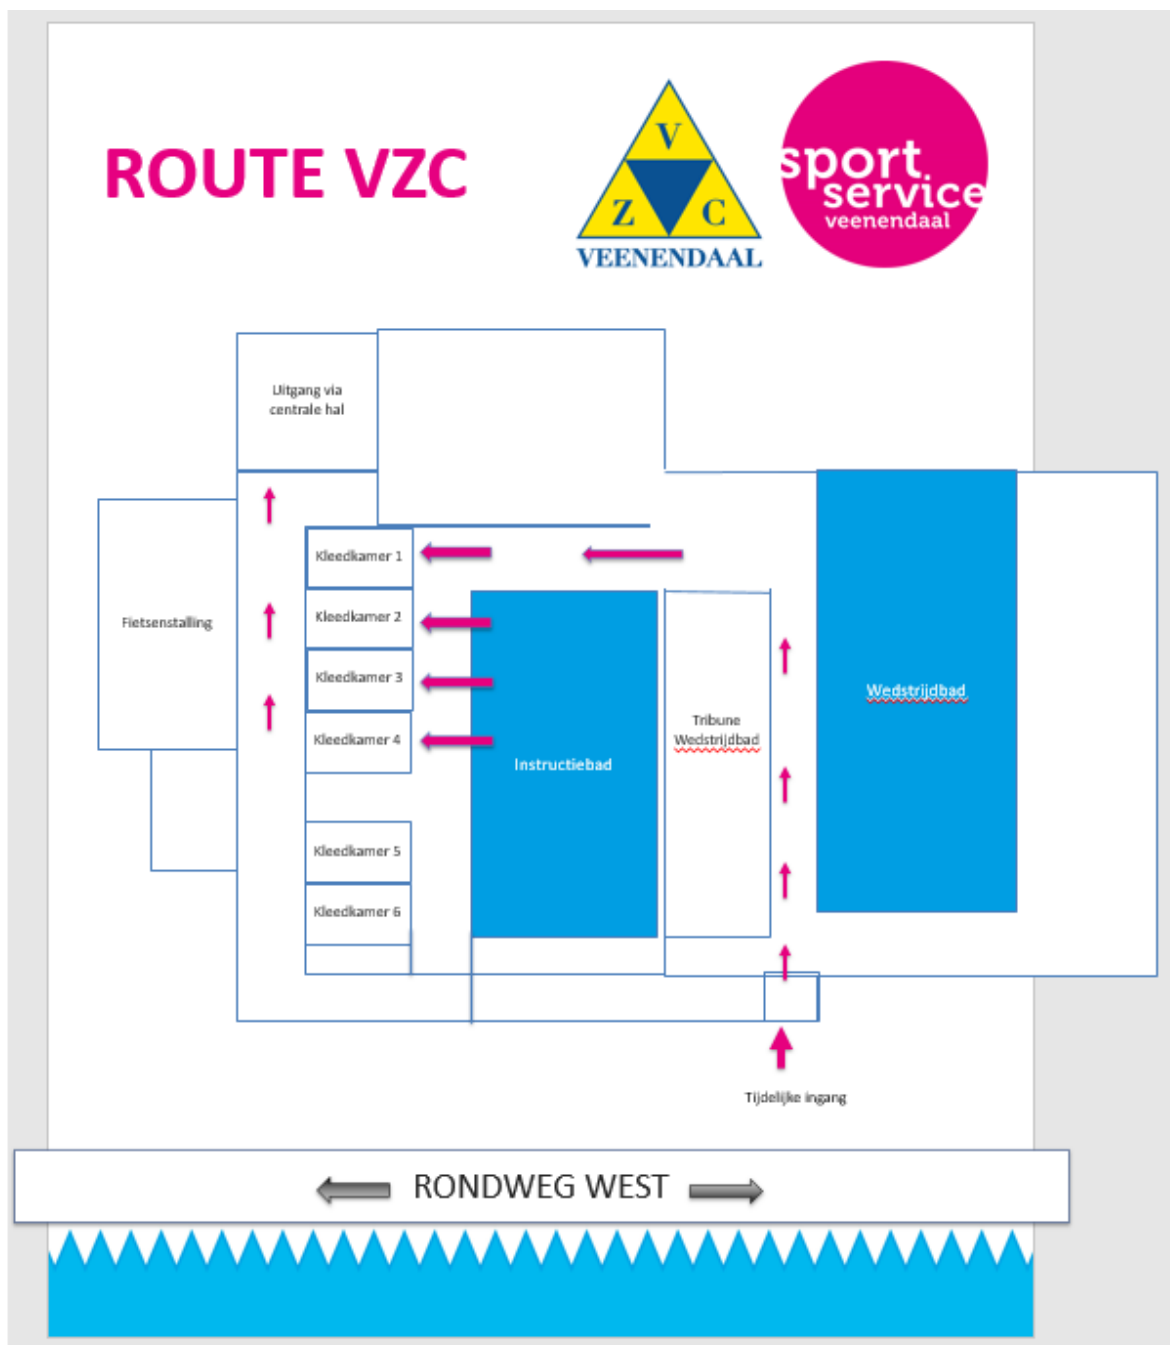 ROUTE VZC
V
Z C
VEENENDAAL
sport
service
veenendaal
Uitgang via
centrale hal
Kleedkamer 1
Kleedkamer 2
Fietsenstalling
Kleedkamer 3
Wedstrijdbad
Tribune
Wedstrijdbad
Kleedkamer 4
Instructiebad
Kleedkamer 5
Kleedkamer 6
Tijdelijke ingang
RONDWEG WEST